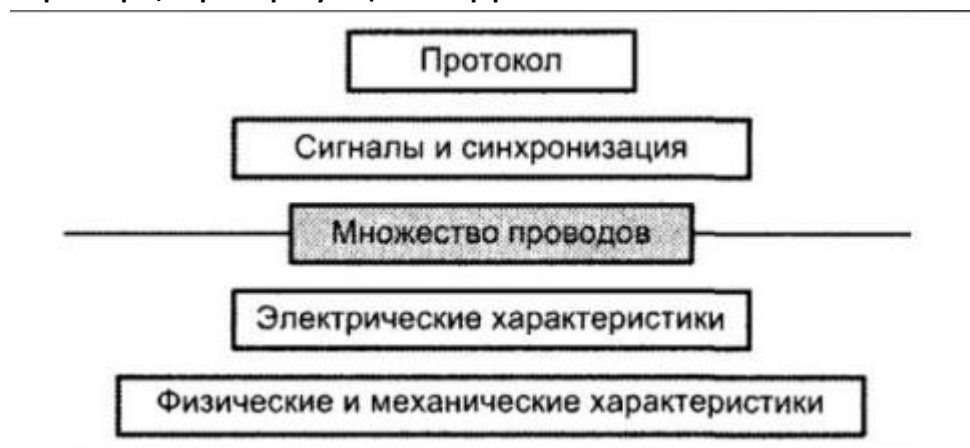 Протокол
Сигналы и синхронизация
Множество проводов
Электрические характеристики
Физические и механические характеристики